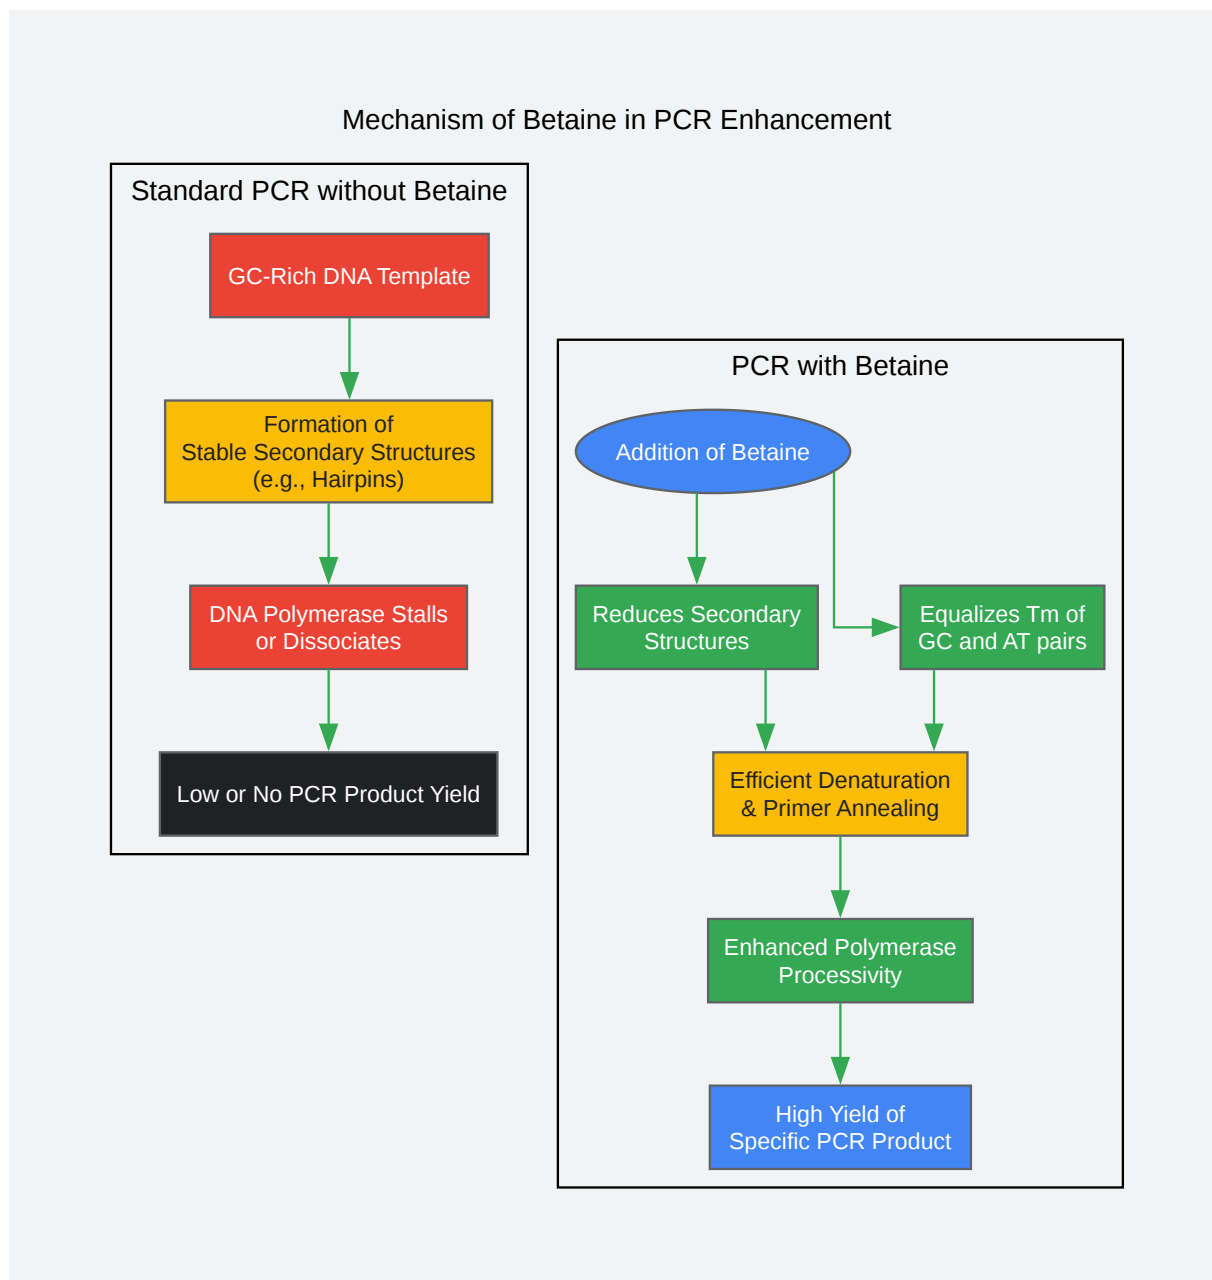 Mechanism of Betaine in PCR Enhancement
Standard PCR without Betaine
GC-Rich DNA Template
Formation of
Stable Secondary Structures
(e.g., Hairpins)
DNA Polymerase Stalls
or Dissociates
Low or No PCR Product Yield
PCR with Betaine
Addition of Betaine
Reduces Secondary
Structures
Equalizes Tm of
GC and AT pairs
Efficient Denaturation
& Primer Annealing
Enhanced Polymerase
Processivity
High Yield of
Specific PCR Product